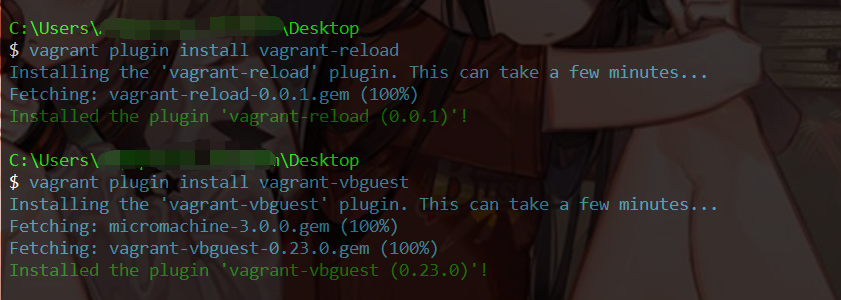 C:\Users\ \Desktop
$ vagrant plugin install vagrant-reload
Installing the 'vagrant-reload' plugin. This can take a few minutes...
Fetching: vagrant-reload-0.0.1.gem (100%)
Installed the plugin 'vagrant-reload (0.0.1)'!
C:\Users\ \Desktop
$ vagrant plugin install vagrant-vbguest
Installing the 'vagrant-vbguest' plugin. This can take a few minutes...
Fetching: micromachine-3.0.0.gem (100%)
Fetching: vagrant-vbguest-0.23.0.gem (100%)
Installed the plugin 'vagrant-vbguest (0.23.0)'!